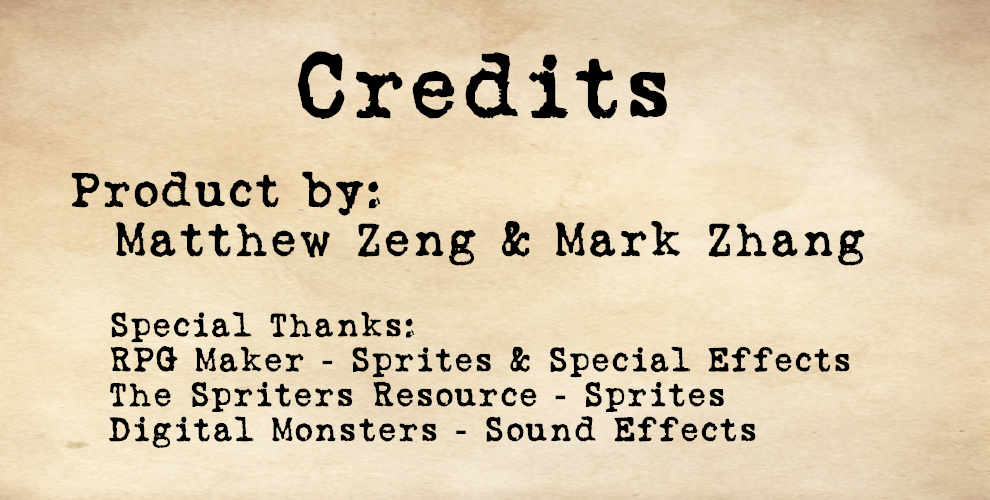 Credits
Product by:
Matthew Zeng & Mark Zhang
Special Thanks:
RPG Maker - Sprites & Special Effects
The Spriters Resource - Sprites
Digital Monsters - Sound Effects